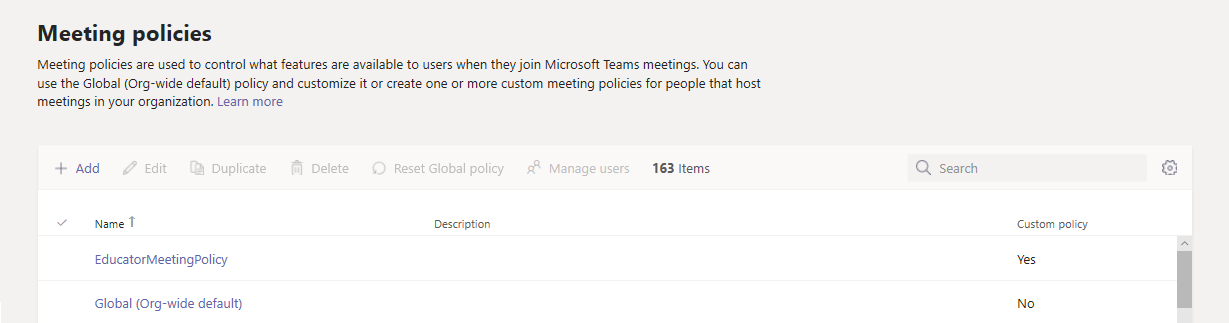 Meeting policies
Meeting policies are used to control what features are available to users when they join Microsoft Teams meetings. You can
use the Global (Org-wide default) policy and customize it or create one or more custom meeting policies for people that host
meetings in your organization. Learn more
Add Edit Duplicate Delete Reset Global policy Manage users 163 Items Search
Name Description Custom policy
EducatorMeetingPolicy Yes
Global (Org-wide default) No